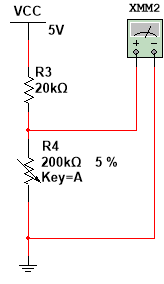 VCC
5V
XMM2
R3
20kΩ
R4
200kΩ 5 %
Key=A